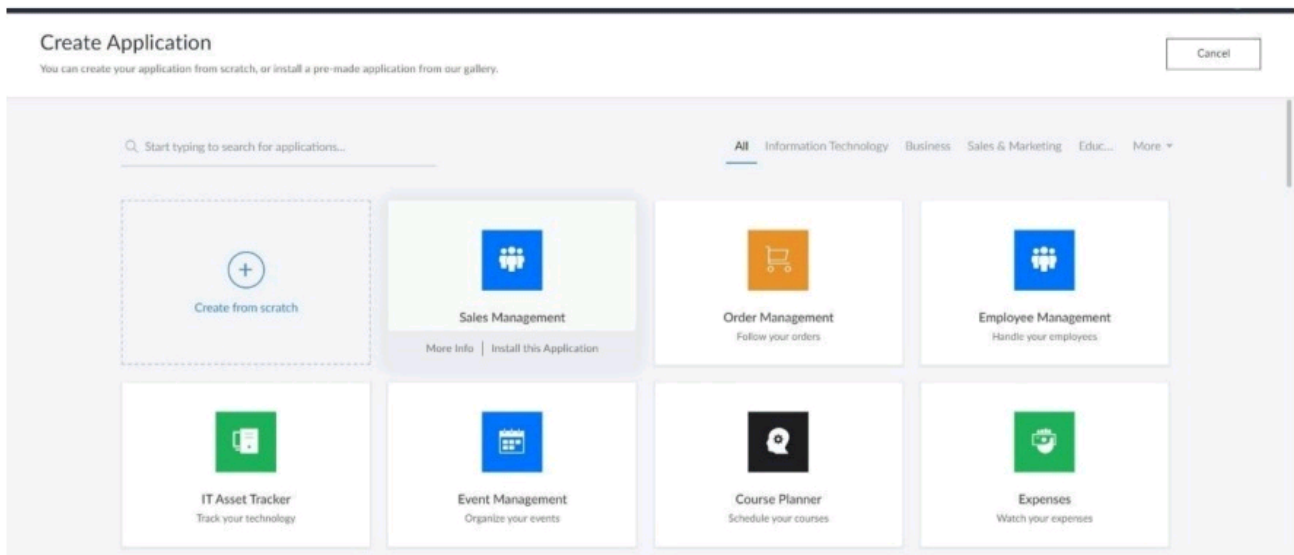 Create Application
You can create your application from scratch, or install a pre-made application from our gallery.
Cancel
Start typing to search for applications...
All Information Technology Business Sales & Marketing Educ... More
Create from scratch
Sales Management
More Info | Install this Application
Order Management
Follow your orders
Employee Management
Handle your employees
IT Asset Tracker
Track your technology
Event Management
Organize your events
Course Planner
Schedule your courses
Expenses
Watch your expenses